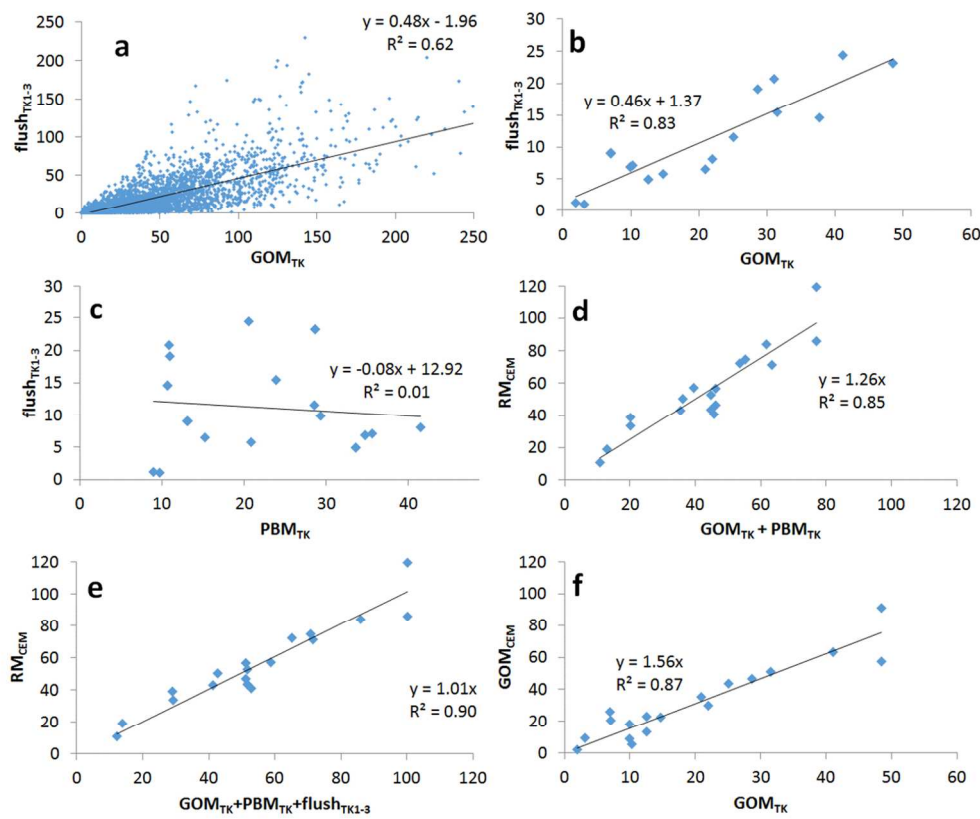 a
y = 0.48x - 1.96
R² = 0.62
flushTK1-3
250
200
150
100
50
0
0 50 100 150 200 250
GOMTK
b
y = 0.46x + 1.37
R² = 0.83
flushTK1-3
30
25
20
15
10
5
0
0 10 20 30 40 50 60
GOMTK
c
y = -0.08x + 12.92
R² = 0.01
flushTK1-3
30
25
20
15
10
5
0
0 10 20 30 40
PBMTK
d
y = 1.26x
R² = 0.85
RMCEM
120
100
80
60
40
20
0
0 20 40 60 80 100 120
GOMTK + PBMTK
e
y = 1.01x
R² = 0.90
RMCEM
120
100
80
60
40
20
0
0 20 40 60 80 100 120
GOMTK+PBMTK+flushTK1-3
f
y = 1.56x
R² = 0.87
GOMCEM
120
100
80
60
40
20
0
0 10 20 30 40 50 60
GOMTK